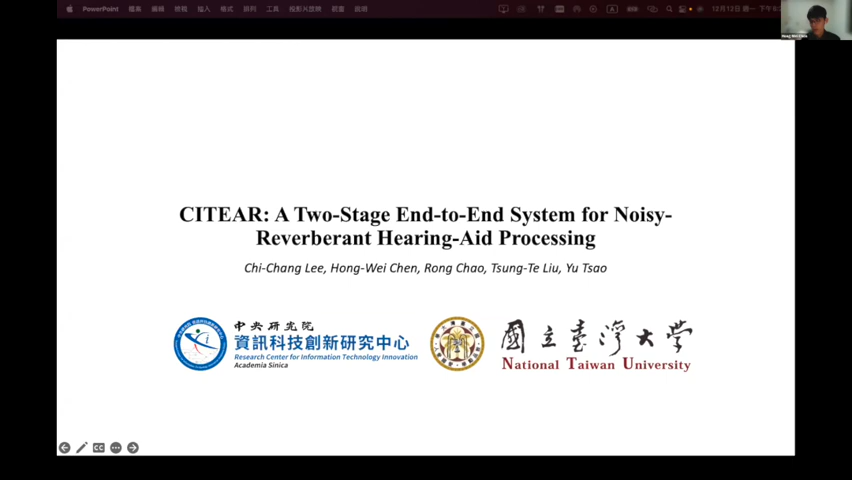 PowerPoint 檔案 編輯 檢視 插入 格式 排列 工具 投影片放映 視窗 說明
CITEAR: A Two-Stage End-to-End System for Noisy-
Reverberant Hearing-Aid Processing
Chi-Chang Lee, Hong-Wei Chen, Rong Chao, Tsung-Te Liu, Yu Tsao
中央研究院
資訊科技創新研究中心
Research Center for Information Technology Innovation
Academia Sinica
國立臺灣大學
National Taiwan University
CC